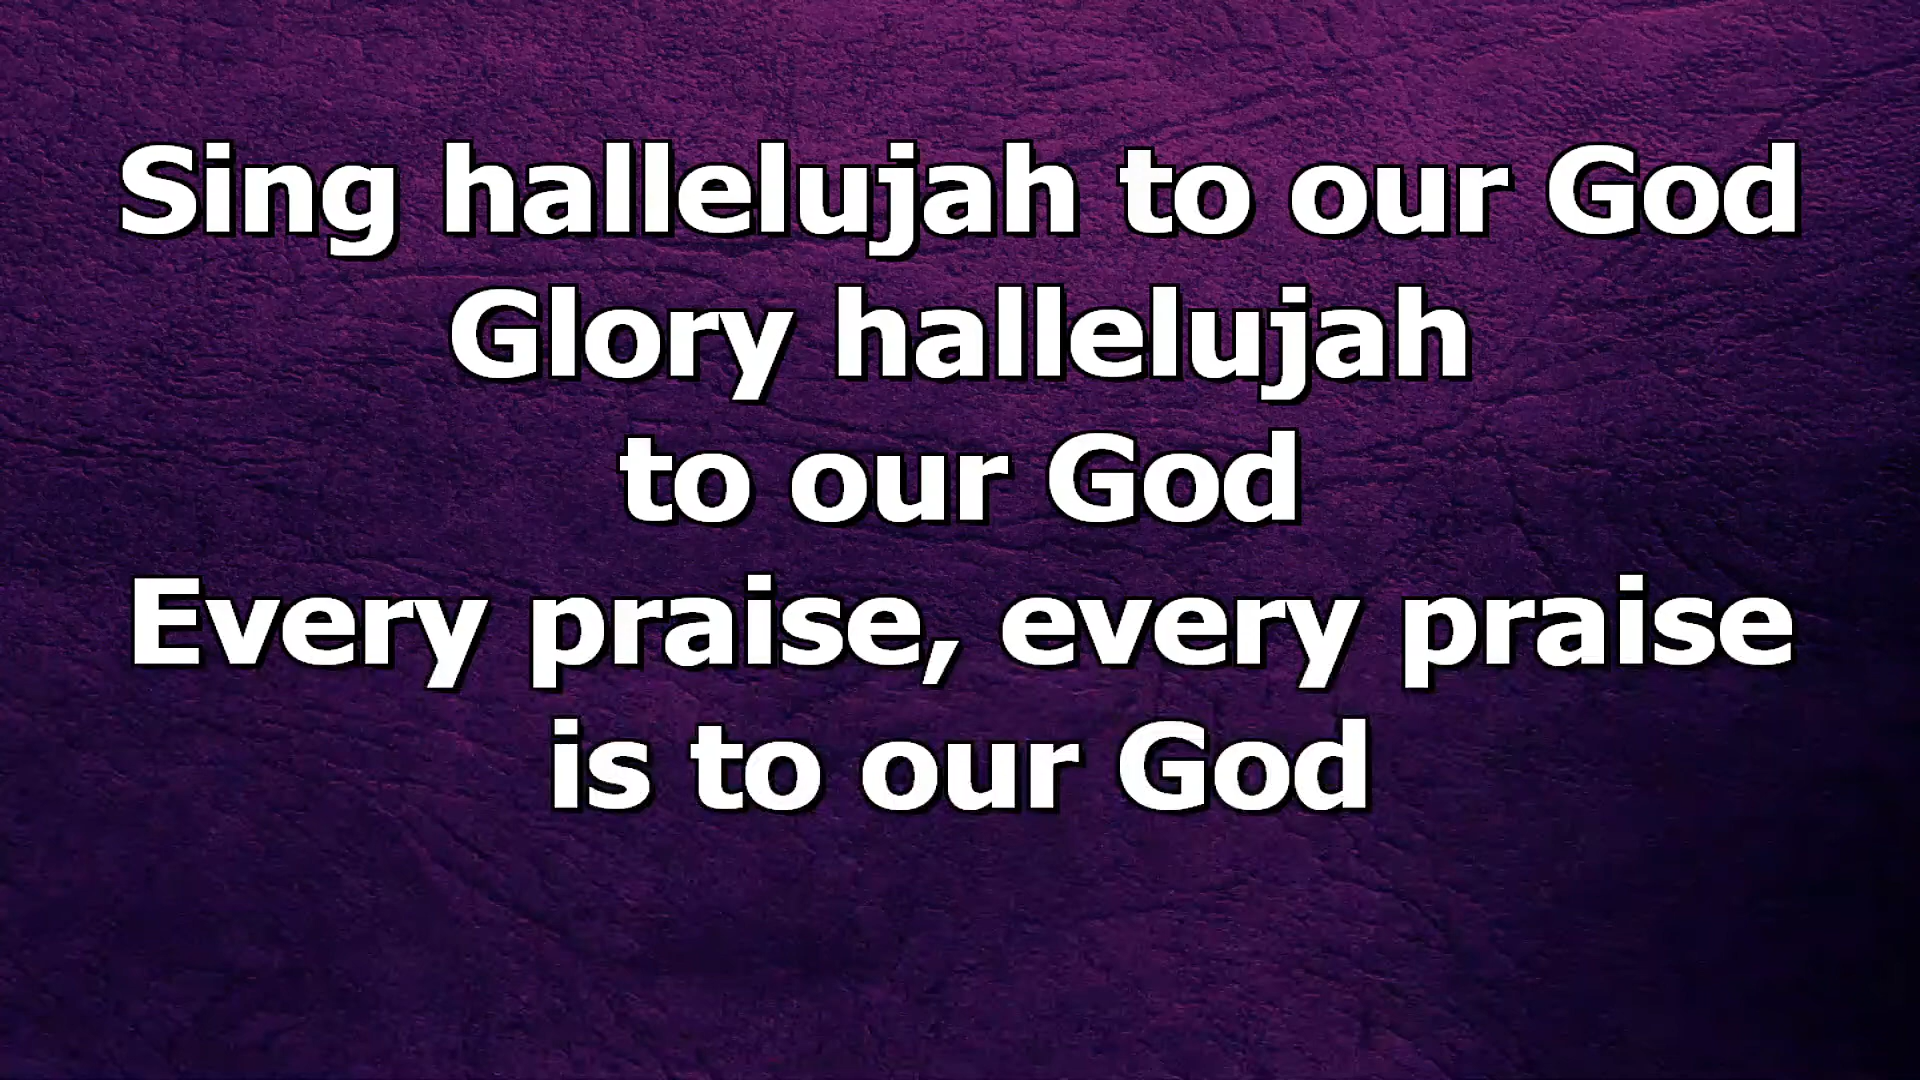 Sing hallelujah to our God
Glory hallelujah
to our God
Every praise, every praise
is to our God